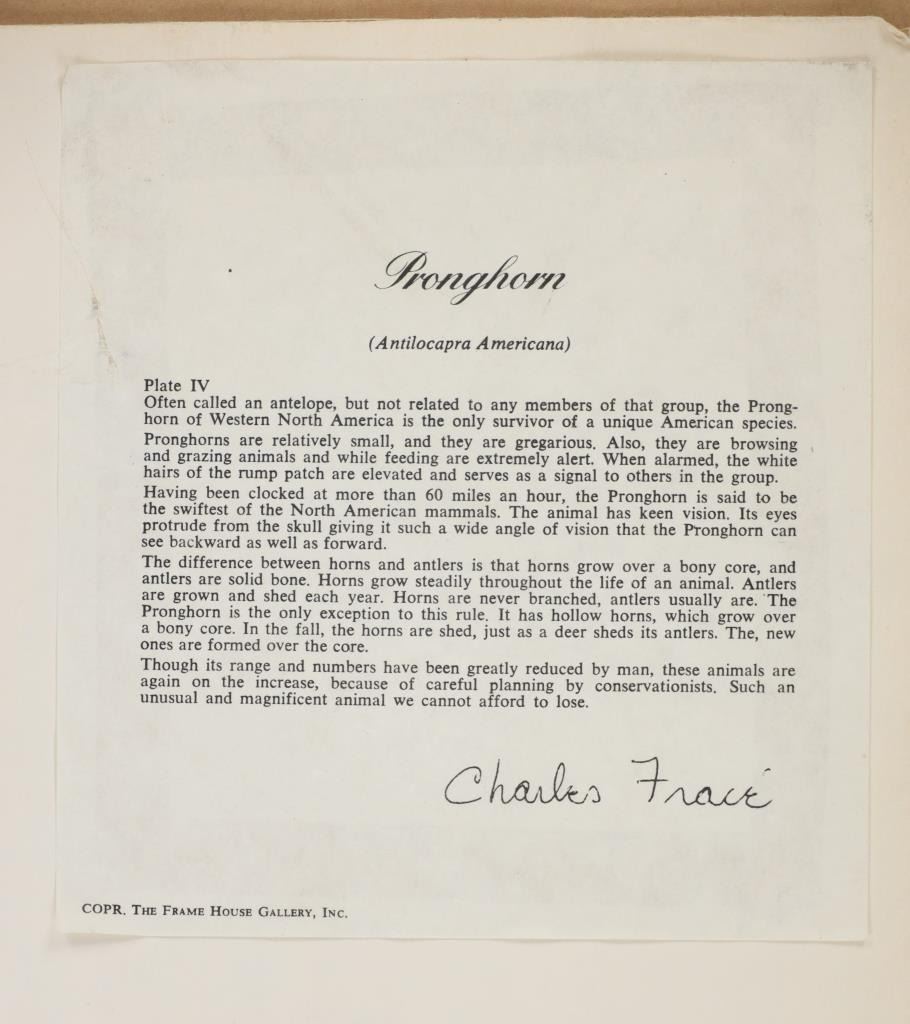 Pronghorn
(Antilocapra Americana)
Plate IV
Often called an antelope, but not related to any members of that group, the Prong-
horn of Western North America is the only survivor of a unique American species.
Pronghorns are relatively small, and they are gregarious. Also, they are browsing
and grazing animals and while feeding are extremely alert. When alarmed, the white
hairs of the rump patch are elevated and serves as a signal to others in the group.
Having been clocked at more than 60 miles an hour, the Pronghorn is said to be
the swiftest of the North American mammals. The animal has keen vision. Its eyes
protrude from the skull giving it such a wide angle of vision that the Pronghorn can
see backward as well as forward.
The difference between horns and antlers is that horns grow over a bony core, and
antlers are solid bone. Horns grow steadily throughout the life of an animal. Antlers
are grown and shed each year. Horns are never branched, antlers usually are. The
Pronghorn is the only exception to this rule. It has hollow horns, which grow over
a bony core. In the fall, the horns are shed, just as a deer sheds its antlers. The, new
ones are formed over the core.
Though its range and numbers have been greatly reduced by man, these animals are
again on the increase, because of careful planning by conservationists. Such an
unusual and magnificent animal we cannot afford to lose.
Charles Fracé
COPR. THE FRAME HOUSE GALLERY, INC.